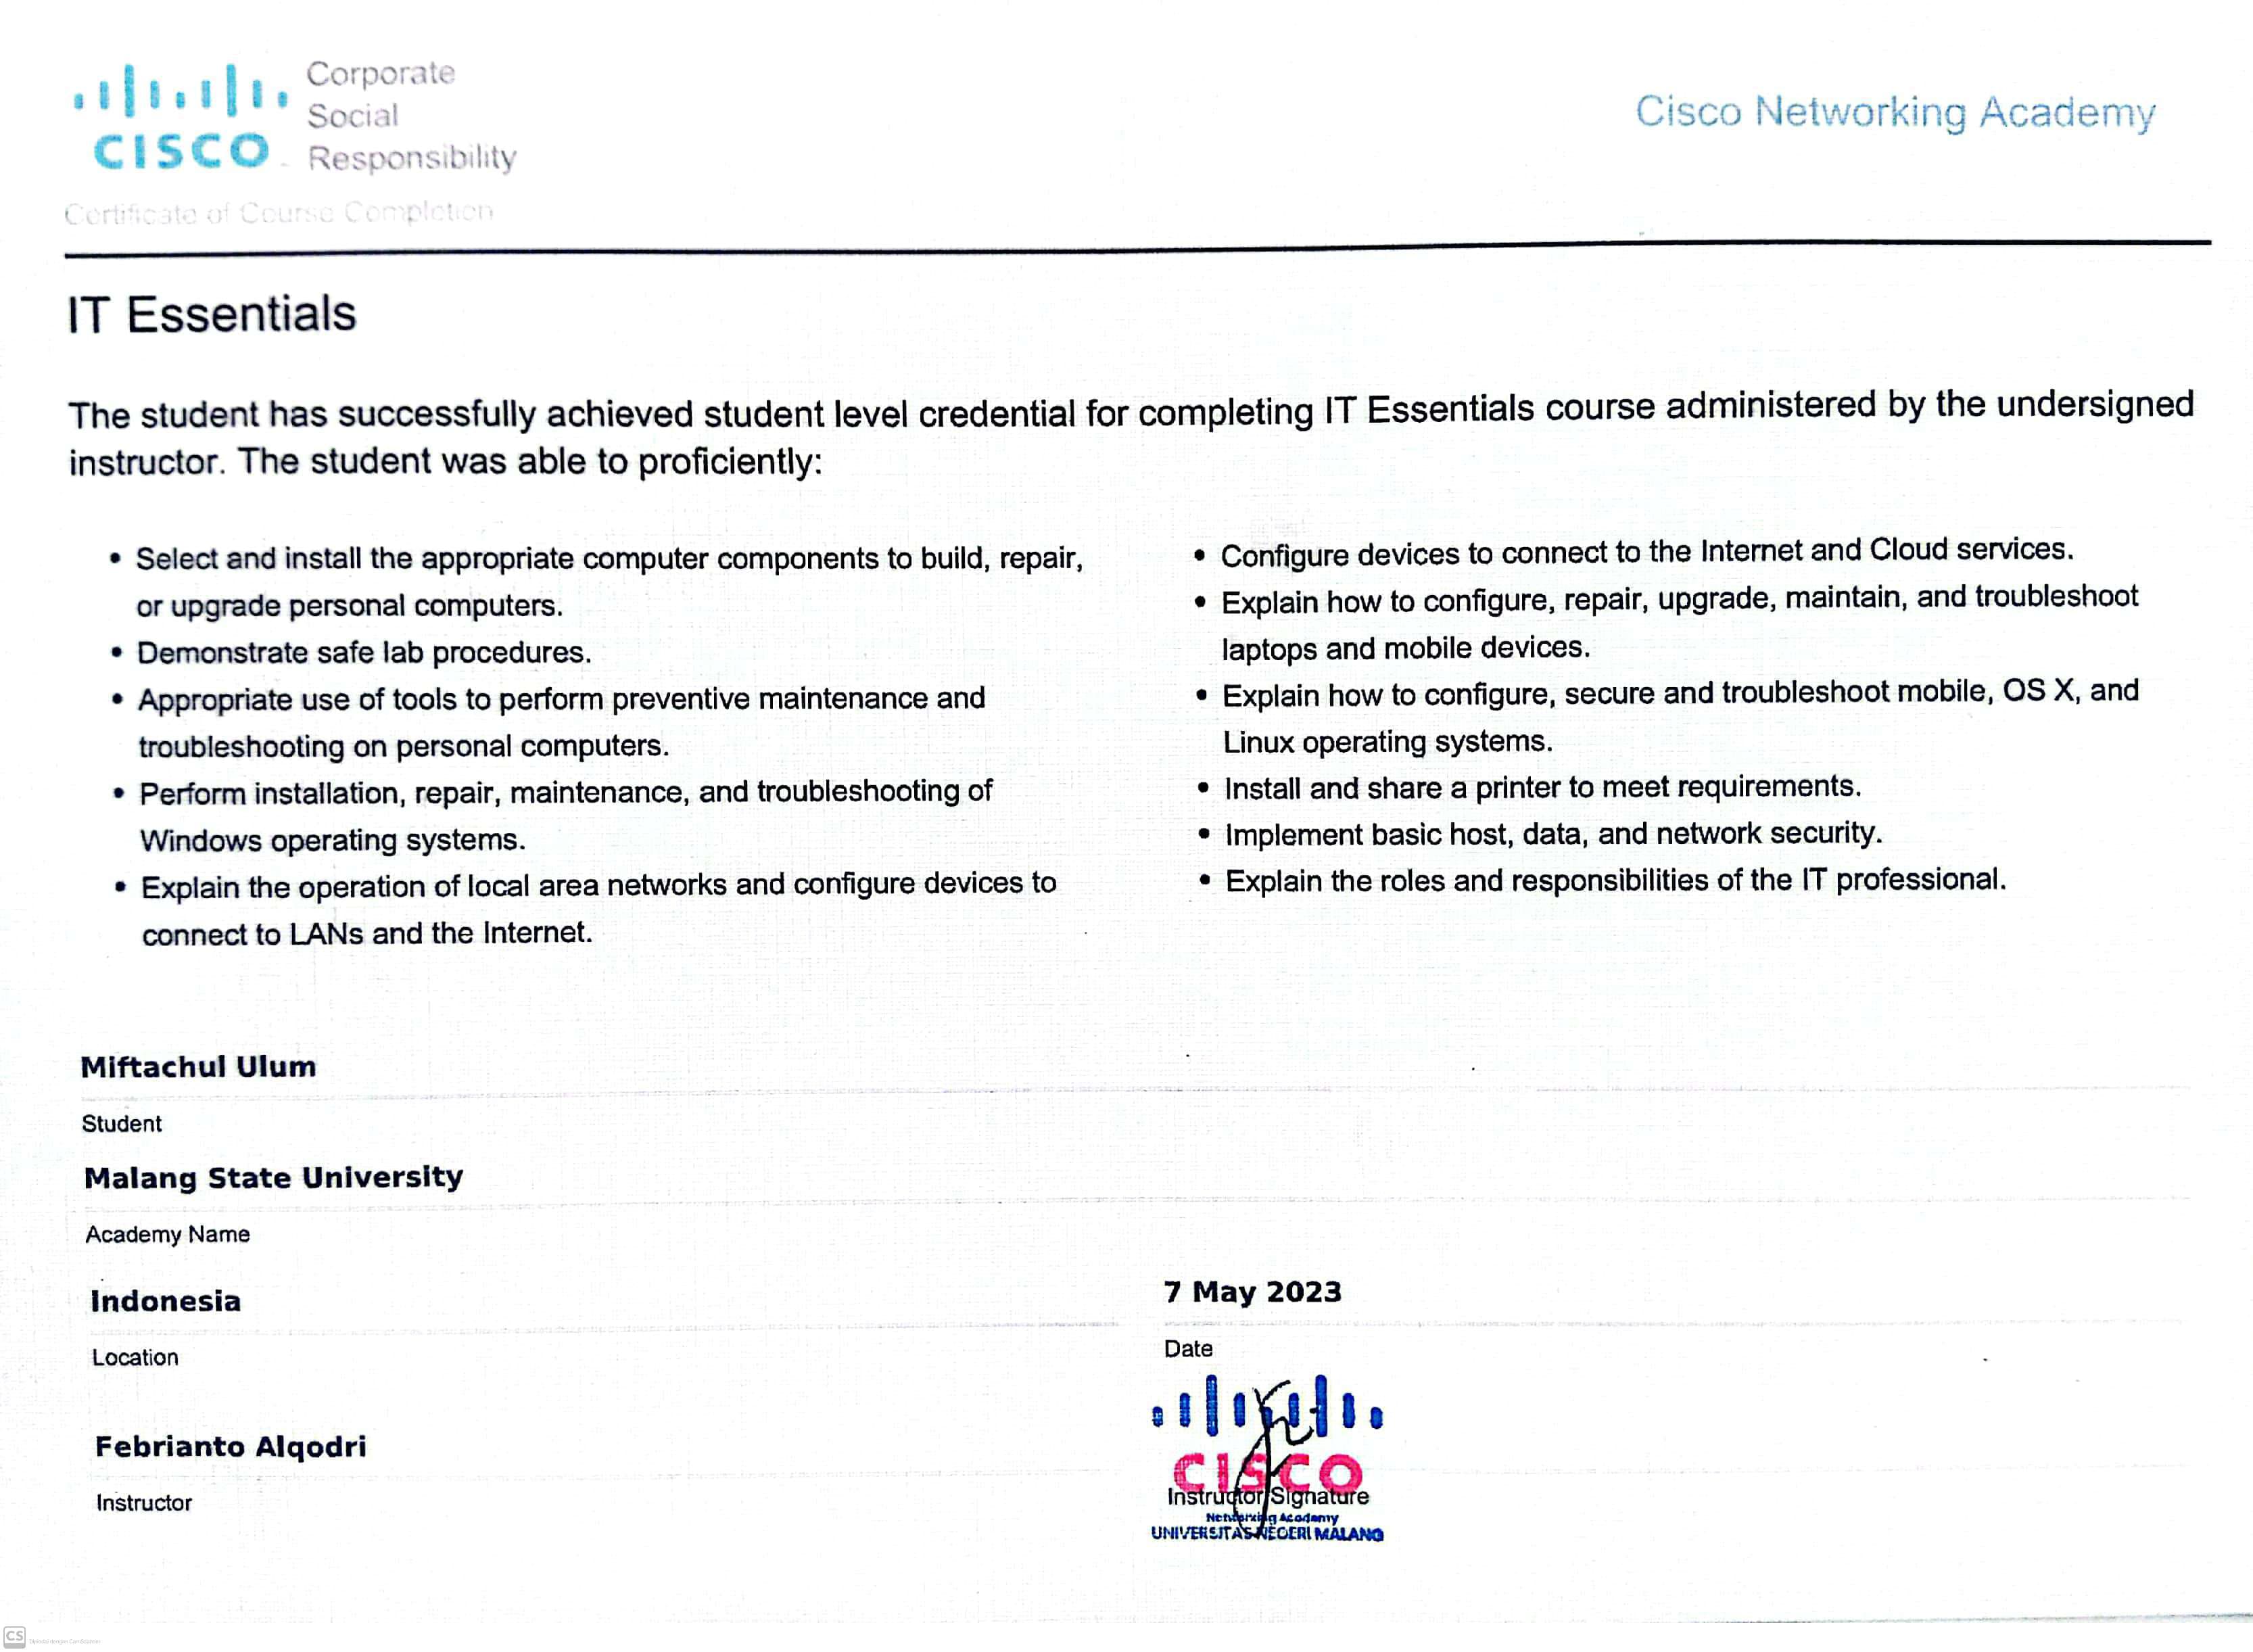 Corporate
Social
Responsibility
CISCO
Cisco Networking Academy
Certificate of Course Completion
IT Essentials
The student has successfully achieved student level credential for completing IT Essentials course administered by the undersigned
instructor. The student was able to proficiently:
• Select and install the appropriate computer components to build, repair,
or upgrade personal computers.
• Demonstrate safe lab procedures.
• Appropriate use of tools to perform preventive maintenance and
troubleshooting on personal computers.
• Perform installation, repair, maintenance, and troubleshooting of
Windows operating systems.
• Explain the operation of local area networks and configure devices to
connect to LANs and the Internet.
• Configure devices to connect to the Internet and Cloud services.
• Explain how to configure, repair, upgrade, maintain, and troubleshoot
laptops and mobile devices.
• Explain how to configure, secure and troubleshoot mobile, OS X, and
Linux operating systems.
• Install and share a printer to meet requirements.
• Implement basic host, data, and network security.
• Explain the roles and responsibilities of the IT professional.
Miftachul Ulum
Student
Malang State University
Academy Name
Indonesia
Location
7 May 2023
Date
Febrianto Alqodri
Instructor
CISCO
Instructor Signature
Networking Academy
UNIVERSITAS NEGERI MALANG
CS